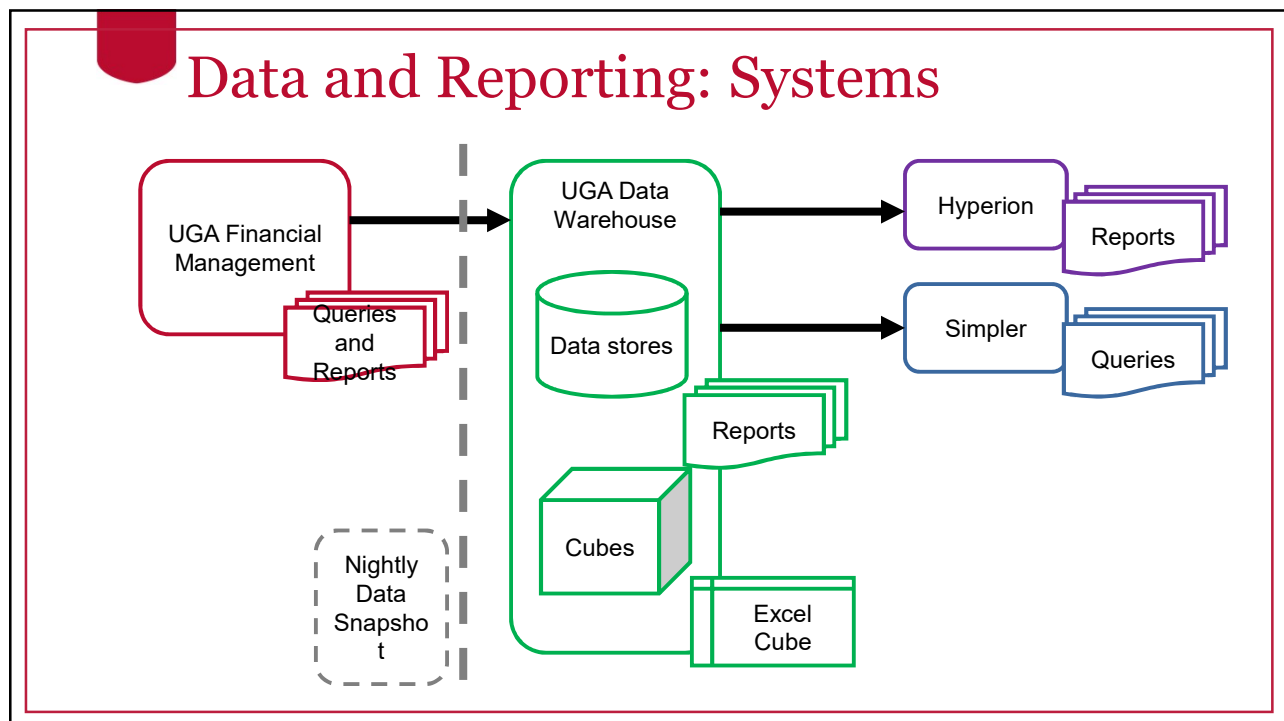 Data and Reporting: Systems
UGA Financial
Management
Queries
and
Reports
Nightly
Data
Snapsho
t
UGA Data
Warehouse
Data stores
Reports
Cubes
Excel
Cube
Hyperion
Reports
Simpler
Queries